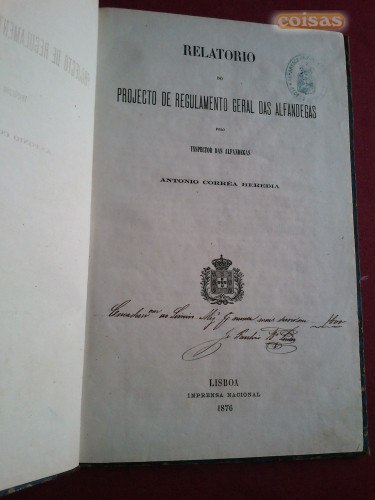 coisas
RELATORIO
DO
PROJECTO DE REGULAMENTO GERAL DAS ALFANDEGAS
PELO
INSPECTOR DAS ALFANDEGAS
ANTONIO CORRÊA HEREDIA
LISBOA
IMPRENSA NACIONAL
1876